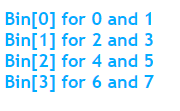 Bin[0] for 0 and 1
Bin[1] for 2 and 3
Bin[2] for 4 and 5
Bin[3] for 6 and 7